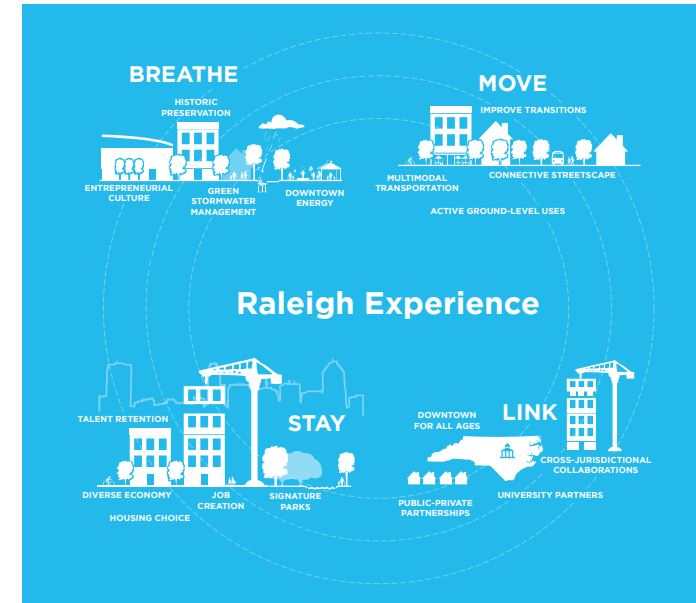 BREATHE
HISTORIC
PRESERVATION
ENTREPRENEURIAL
CULTURE
GREEN
STORMWATER
MANAGEMENT
DOWNTOWN
ENERGY
MOVE
IMPROVE TRANSITIONS
MULTIMODAL
TRANSPORTATION
CONNECTIVE STREETSCAPE
ACTIVE GROUND-LEVEL USES
Raleigh Experience
TALENT RETENTION
STAY
DIVERSE ECONOMY
JOB
CREATION
SIGNATURE
PARKS
HOUSING CHOICE
DOWNTOWN
FOR ALL AGES
LINK
CROSS-JURISDICTIONAL
COLLABORATIONS
PUBLIC-PRIVATE
PARTNERSHIPS
UNIVERSITY PARTNERS